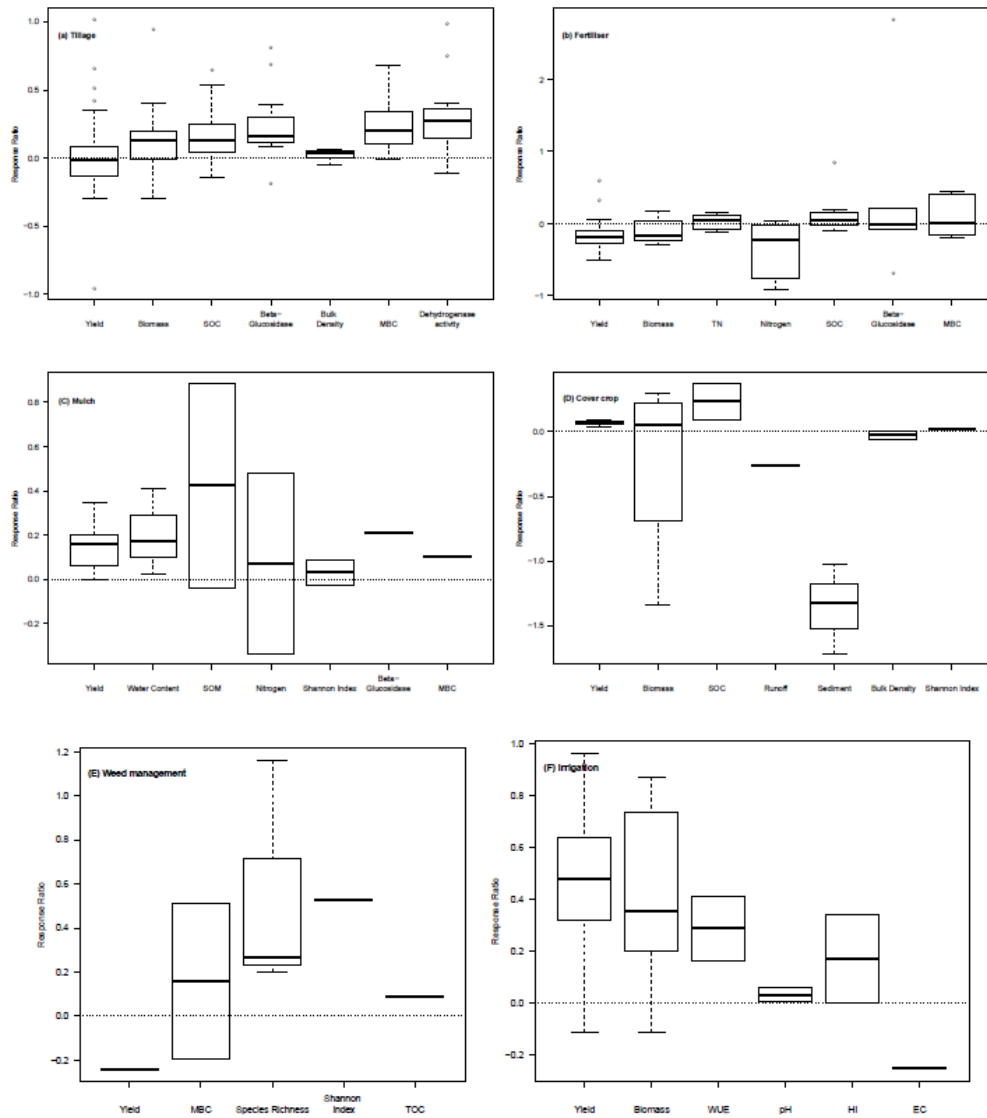 (a) Tillage
Response Ratio
1.0
0.5
0.0
−0.5
−1.0
Yield
Biomass
SOC
Beta−
Glucosidase
Bulk
Density
MBC
Dehydrogenase
activity
(b) Fertiliser
Response Ratio
2
1
0
−1
Yield
Biomass
TN
Nitrogen
SOC
Beta−
Glucosidase
MBC
(C) Mulch
Response Ratio
0.8
0.6
0.4
0.2
0.0
−0.2
Yield
Water Content
SOM
Nitrogen
Shannon Index
Beta−
Glucosidase
MBC
(D) Cover crop
Response Ratio
0.0
−0.5
−1.0
−1.5
Yield
Biomass
SOC
Runoff
Sediment
Bulk Density
Shannon Index
(E) Weed management
Response Ratio
1.2
1.0
0.8
0.6
0.4
0.2
0.0
−0.2
Yield
MBC
Species Richness
Shannon
Index
TOC
(F) Irrigation
Response Ratio
1.0
0.8
0.6
0.4
0.2
0.0
−0.2
Yield
Biomass
WUE
pH
HI
EC